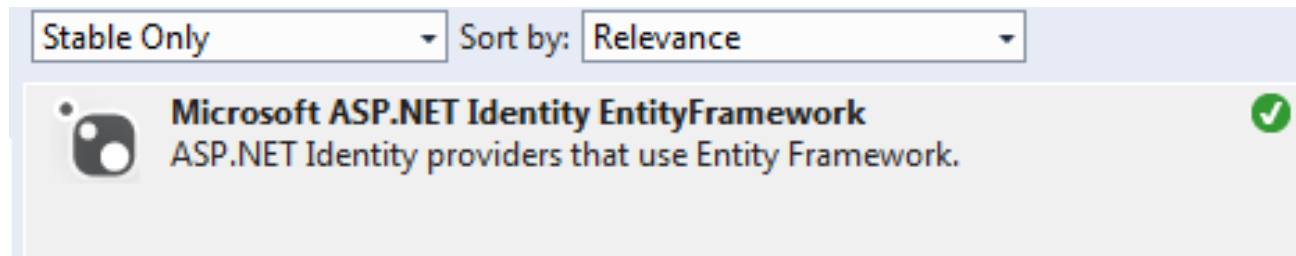 Stable Only Sort by: Relevance
Microsoft ASP.NET Identity EntityFramework
ASP.NET Identity providers that use Entity Framework.